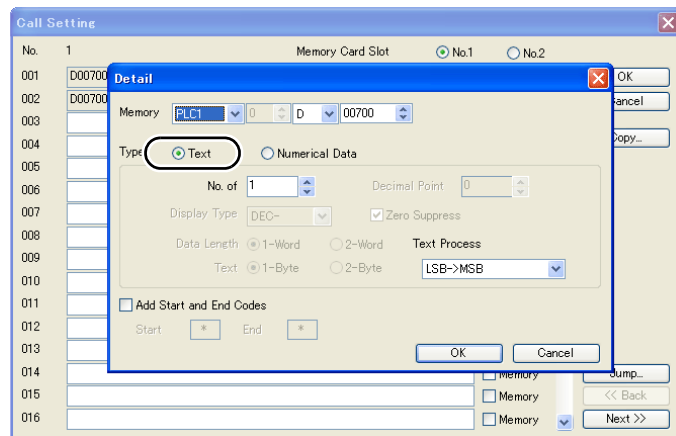 Call Setting
No. 1 Memory Card Slot No.1 No.2
001 D00700 OK
002 D00700 Cancel
003
004 Copy...
005
006
007
008
009
010
011
012
013
014 Memory Jump...
015 Memory << Back
016 Memory Next >>
Detail
Memory PLC1 0 D 00700
Type Text Numerical Data
No. of 1 Decimal Point 0
Display Type DEC- Zero Suppress
Data Length 1-Word 2-Word Text Process
Text 1-Byte 2-Byte LSB->MSB
Add Start and End Codes
Start * End *
OK Cancel